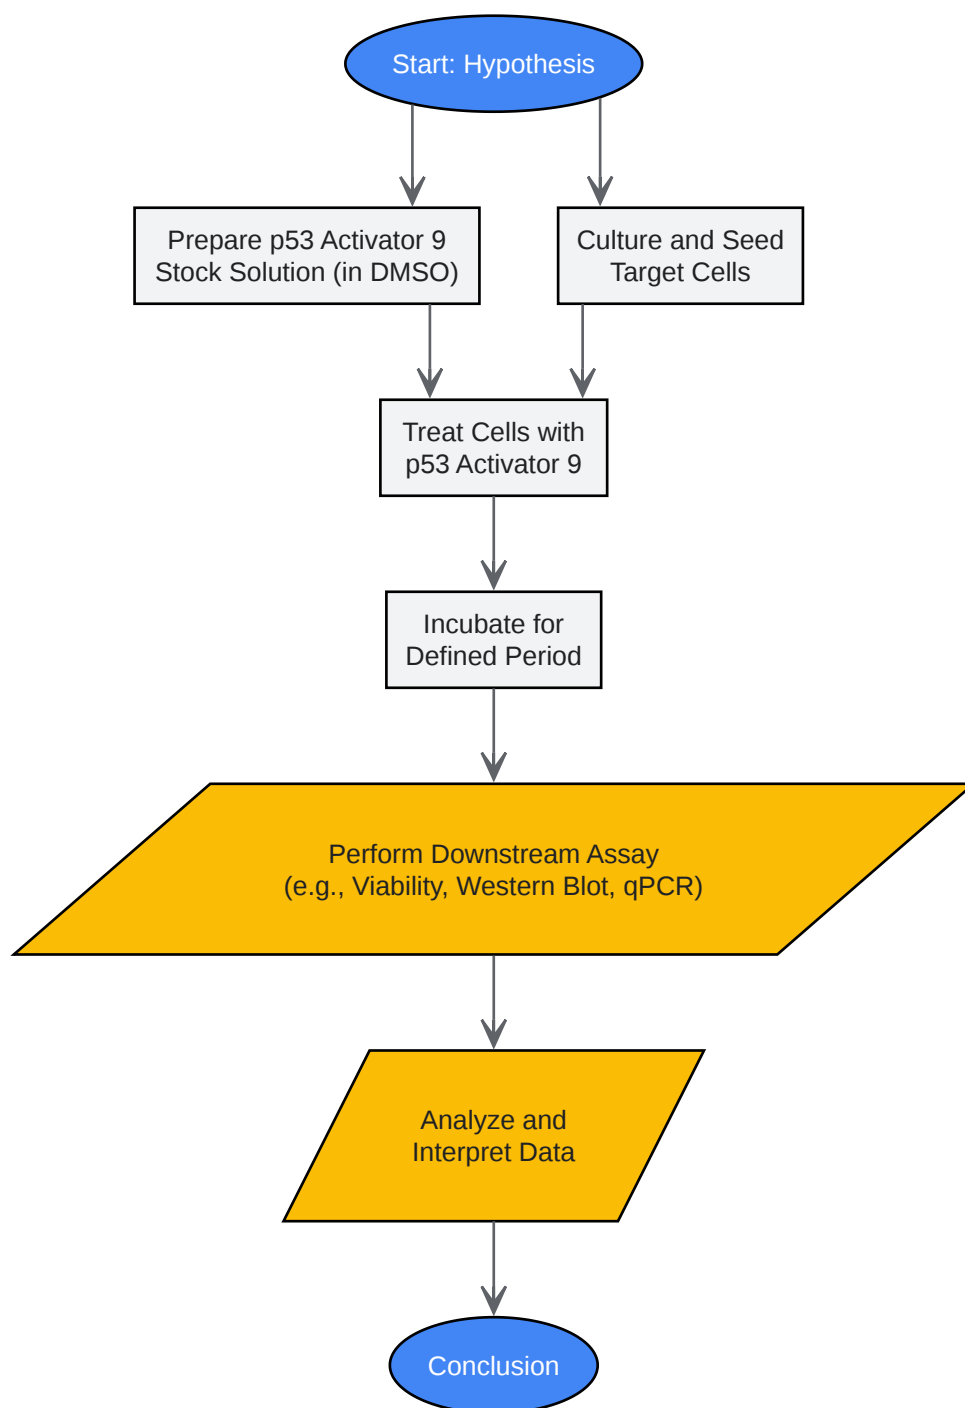 Start: Hypothesis
Prepare p53 Activator 9
Stock Solution (in DMSO)
Culture and Seed
Target Cells
Treat Cells with
p53 Activator 9
Incubate for
Defined Period
Perform Downstream Assay
(e.g., Viability, Western Blot, qPCR)
Analyze and
Interpret Data
Conclusion